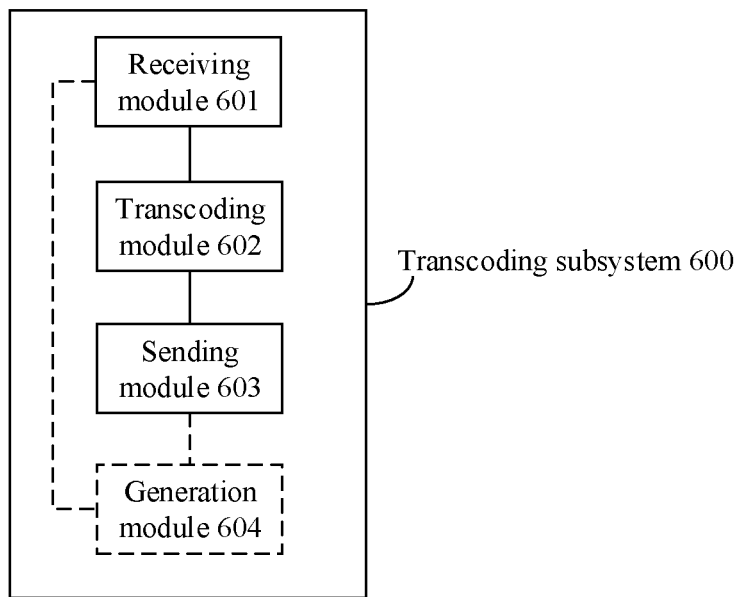 Receiving
module 601
Transcoding
module 602
Transcoding subsystem 600
Sending
module 603
Generation
module 604